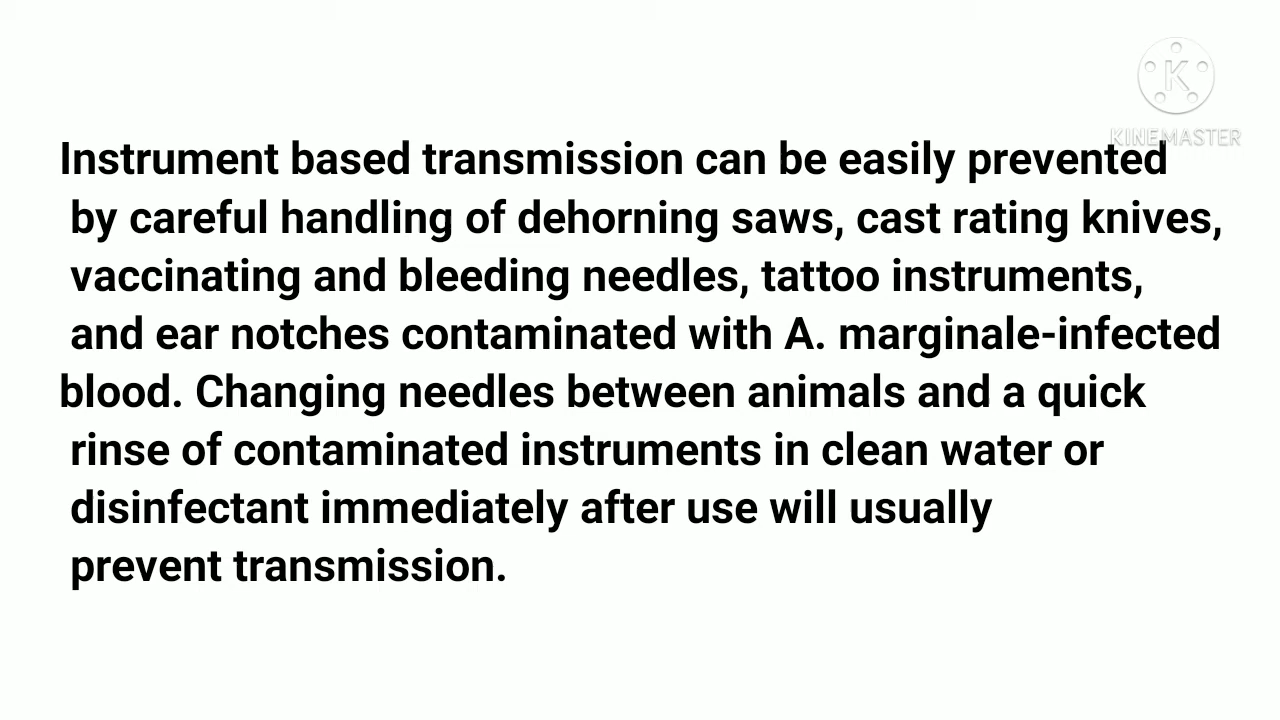 K
KINEMASTER
Instrument based transmission can be easily prevented
by careful handling of dehorning saws, cast rating knives,
vaccinating and bleeding needles, tattoo instruments,
and ear notches contaminated with A. marginale-infected
blood. Changing needles between animals and a quick
rinse of contaminated instruments in clean water or
disinfectant immediately after use will usually
prevent transmission.